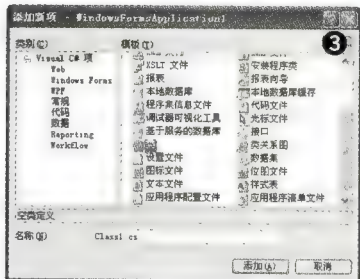 添加新项 - WindowsFormsApplication1
类别(C):
模板(T):
Visual C# 项
Web
Windows Forms
WPF
常规
代码
数据
Reporting
Workflow
XSLT 文件
报表
本地数据库
程序集信息文件
调试器可视化工具
基于服务的数据库
设置文件
图标文件
文本文件
应用程序配置文件
安装程序类
报表向导
本地数据库缓存
代码文件
光标文件
接口
类关系图
数据集
位图文件
样式表
应用程序清单文件
3
空类定义
名称(N):
Class1 cs
添加(A)
取消